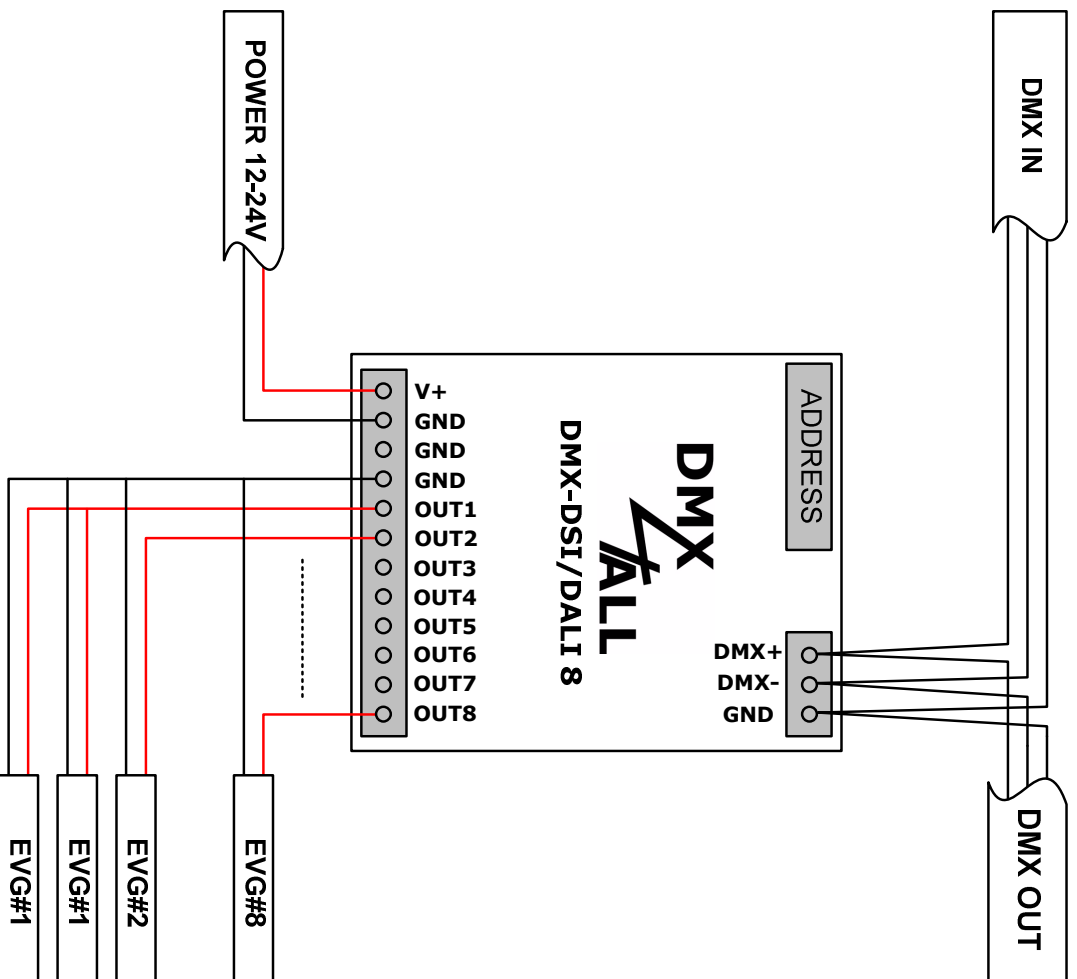 POWER 12-24V
DMX IN
ADDRESS
V+
GND
GND
GND
OUT1
OUT2
OUT3
OUT4
OUT5
OUT6
OUT7
OUT8
DMX
4ALL
DMX-DSI/DALI 8
DMX+
DMX-
GND
EVG#1
EVG#1
EVG#2
EVG#8
DMX OUT